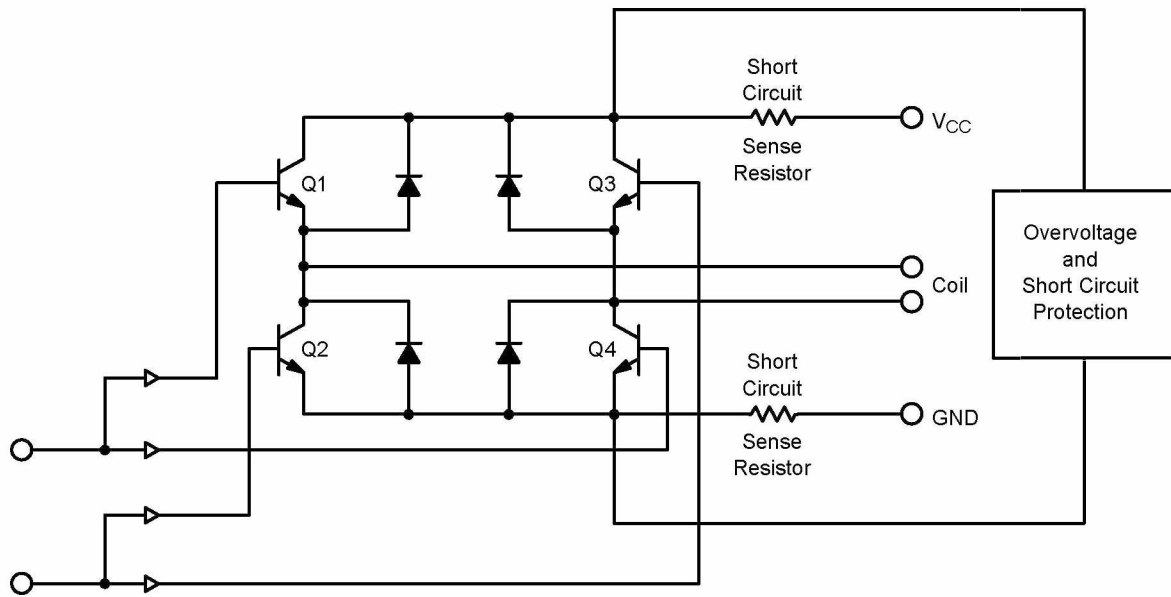 Short
Circuit
Sense
Resistor
VCC
Q1
Q3
Overvoltage
and
Short Circuit
Protection
Coil
Q2
Q4
Short
Circuit
Sense
Resistor
GND